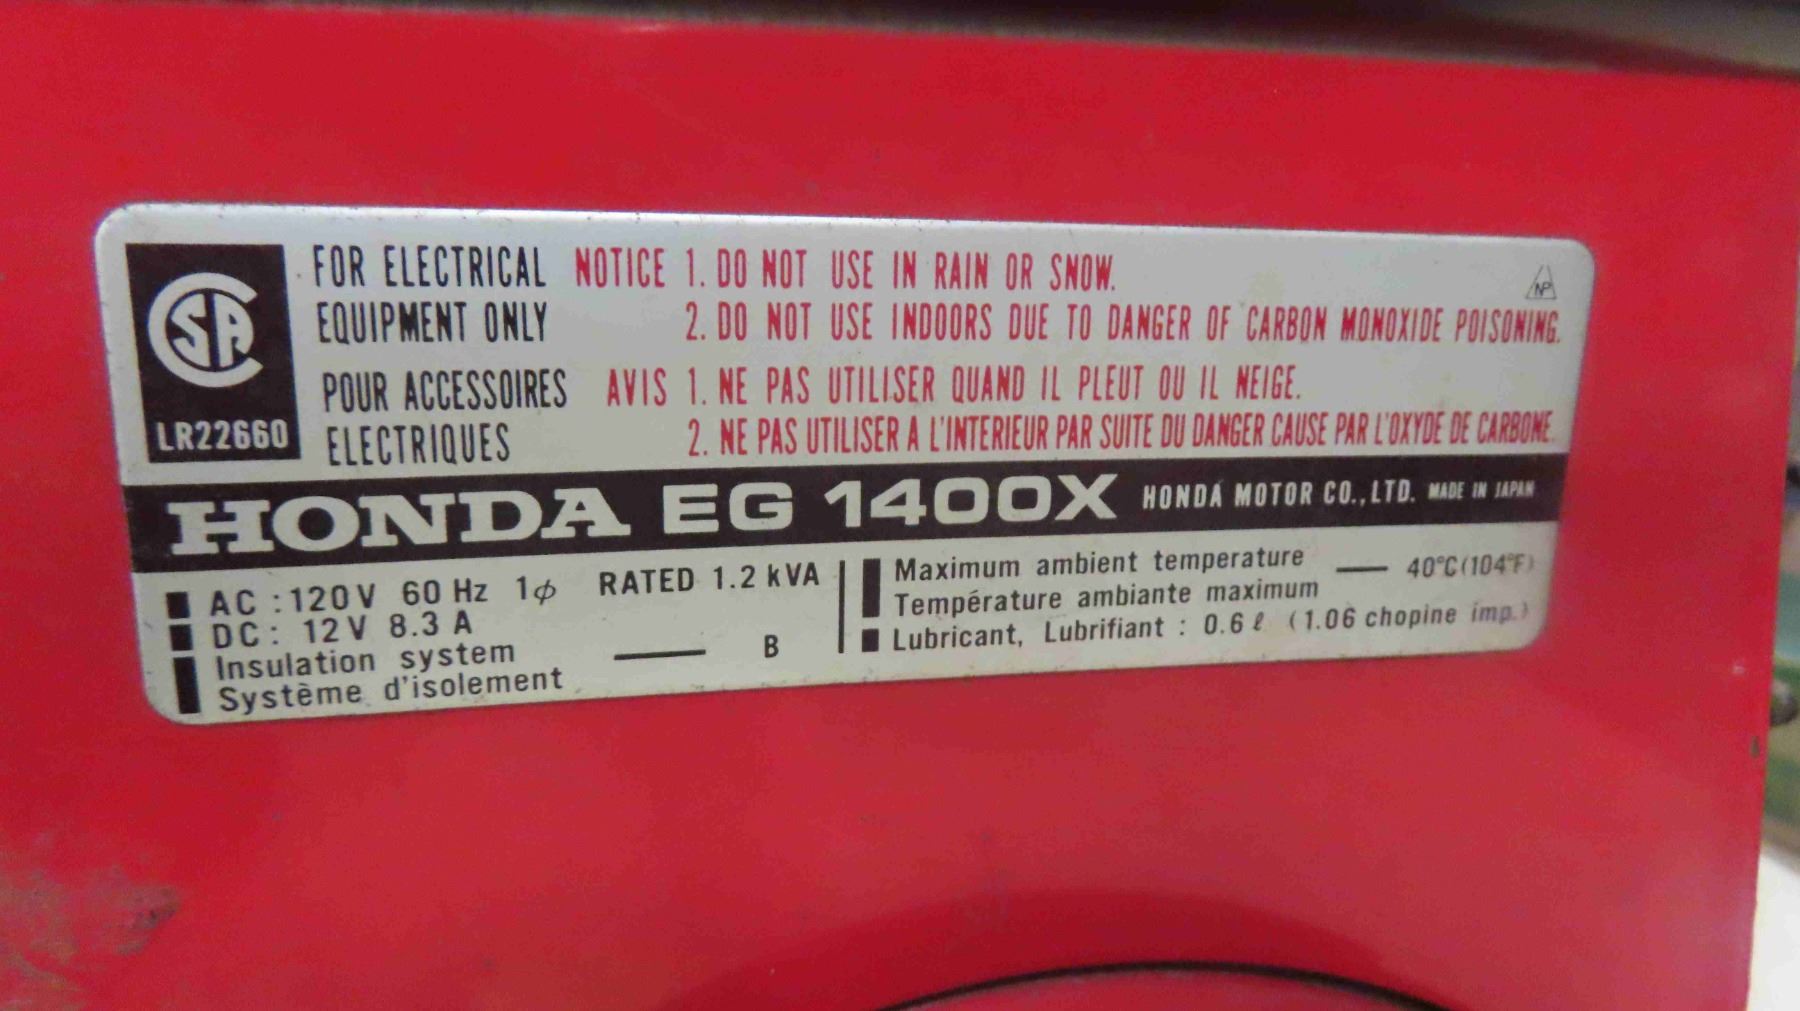 CSA
LR22660
FOR ELECTRICAL
EQUIPMENT ONLY
NOTICE 1. DO NOT USE IN RAIN OR SNOW.
2. DO NOT USE INDOORS DUE TO DANGER OF CARBON MONOXIDE POISONING.
NP
POUR ACCESSOIRES
ELECTRIQUES
AVIS 1. NE PAS UTILISER QUAND IL PLEUT OU IL NEIGE.
2. NE PAS UTILISER A L'INTERIEUR PAR SUITE DU DANGER CAUSE PAR L'OXYDE DE CARBONE.
HONDA EG 1400X HONDA MOTOR CO., LTD. MADE IN JAPAN
AC : 120 V 60 Hz 1ϕ RATED 1.2 kVA
DC : 12 V 8.3 A
Insulation system
Système d'isolement
B
Maximum ambient temperature
Température ambiante maximum
40°C (104°F)
Lubricant, Lubrifiant : 0.6 ℓ (1.06 chopine imp.)